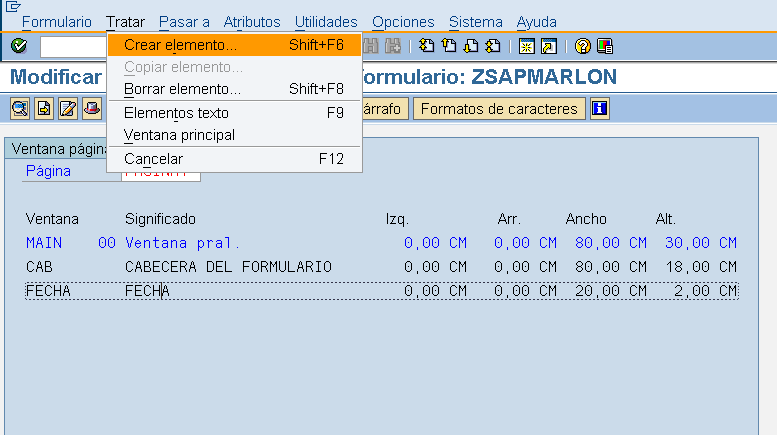 Formulario Tratar Pasar a Atributos Utilidades Opciones Sistema Ayuda
Crear elemento... Shift+F6
Modificar formulario: ZSAPMARLON
Copiar elemento...
Borrar elemento... Shift+F8
árrafo Formatos de caracteres
Elementos texto F9
Ventana principal
Ventana página
Cancelar F12
Página
Ventana Significado Izq. Arr. Ancho Alt.
MAIN 00 Ventana pral. 0,00 CM 0,00 CM 80,00 CM 30,00 CM
CAB CABECERA DEL FORMULARIO 0,00 CM 0,00 CM 80,00 CM 18,00 CM
FECHA FECHA 0,00 CM 0,00 CM 20,00 CM 2,00 CM